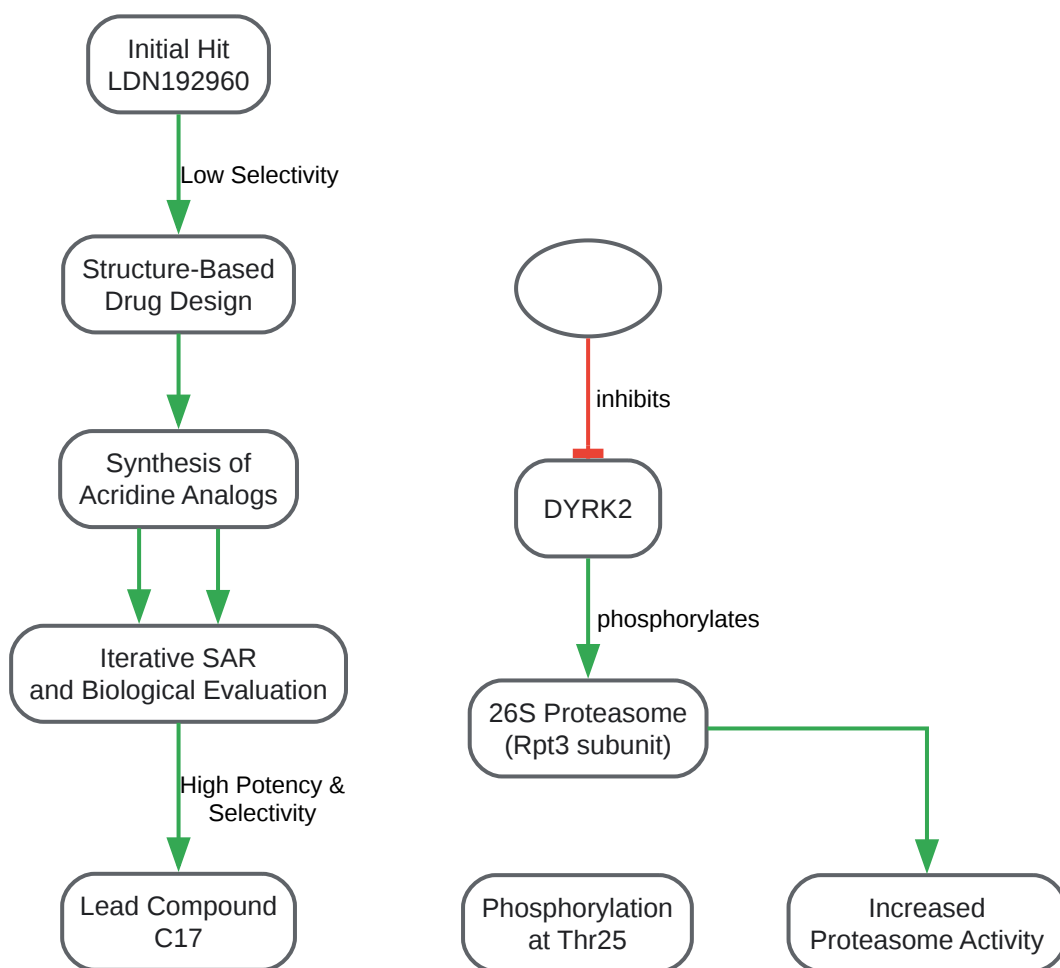 Initial Hit
LDN192960
Low Selectivity
Structure-Based
Drug Design
Synthesis of
Acridine Analogs
Iterative SAR
and Biological Evaluation
High Potency &
Selectivity
Lead Compound
C17
inhibits
DYRK2
phosphorylates
26S Proteasome
(Rpt3 subunit)
Phosphorylation
at Thr25
Increased
Proteasome Activity